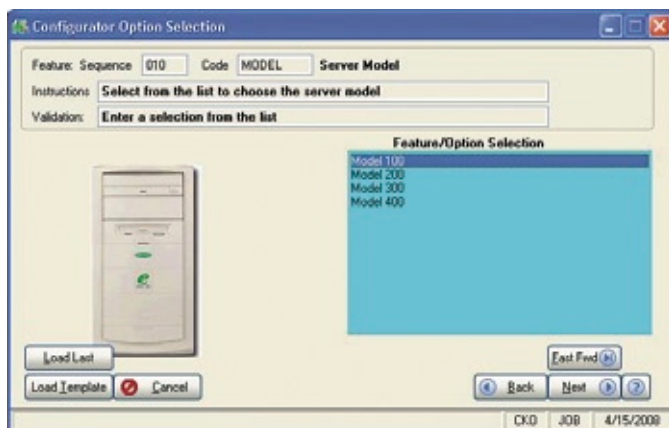 Configurator Option Selection
Feature: Sequence 010 Code MODEL Server Model
Instructions Select from the list to choose the server model
Validation: Enter a selection from the list
Feature/Option Selection
Model 100
Model 200
Model 300
Model 400
Load Last
Fast Fwd
Load Template Cancel Back Next ?
CKO JOB 4/15/2008